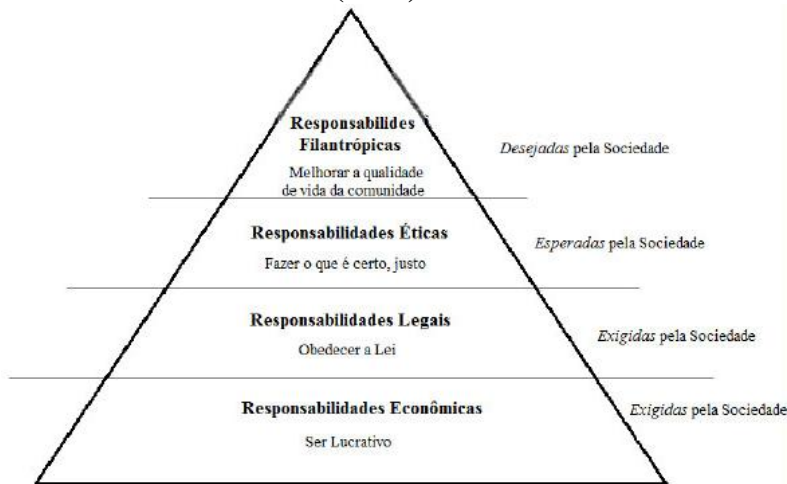 Responsabilides
Filantrópicas
Desejadas pela Sociedade
Melhorar a qualidade
de vida da comunidade
Responsabilidades Éticas
Esperadas pela Sociedade
Fazer o que é certo, justo
Responsabilidades Legais
Exigidas pela Sociedade
Obedecer a Lei
Responsabilidades Econômicas
Exigidas pela Sociedade
Ser Lucrativo